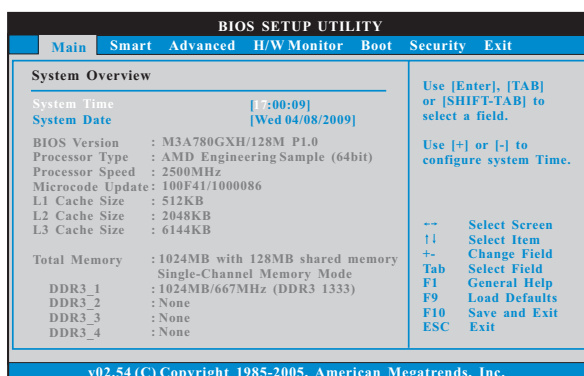 BIOS SETUP UTILITY
Main Smart Advanced H/W Monitor Boot Security Exit
System Overview
System Time [17:00:09]
System Date [Wed 04/08/2009]
BIOS Version : M3A780GXH/128M P1.0
Processor Type : AMD Engineering Sample (64bit)
Processor Speed : 2500MHz
Microcode Update : 100F41/1000086
L1 Cache Size : 512KB
L2 Cache Size : 2048KB
L3 Cache Size : 6144KB
Total Memory : 1024MB with 128MB shared memory
Single-Channel Memory Mode
DDR3_1 : 1024MB/667MHz (DDR3 1333)
DDR3_2 : None
DDR3_3 : None
DDR3_4 : None
Use [Enter], [TAB]
or [SHIFT-TAB] to
select a field.
Use [+] or [-] to
configure system Time.
←→ Select Screen
↑↓ Select Item
+- Change Field
Tab Select Field
F1 General Help
F9 Load Defaults
F10 Save and Exit
ESC Exit
v02.54 (C) Copyright 1985-2005, American Megatrends, Inc.